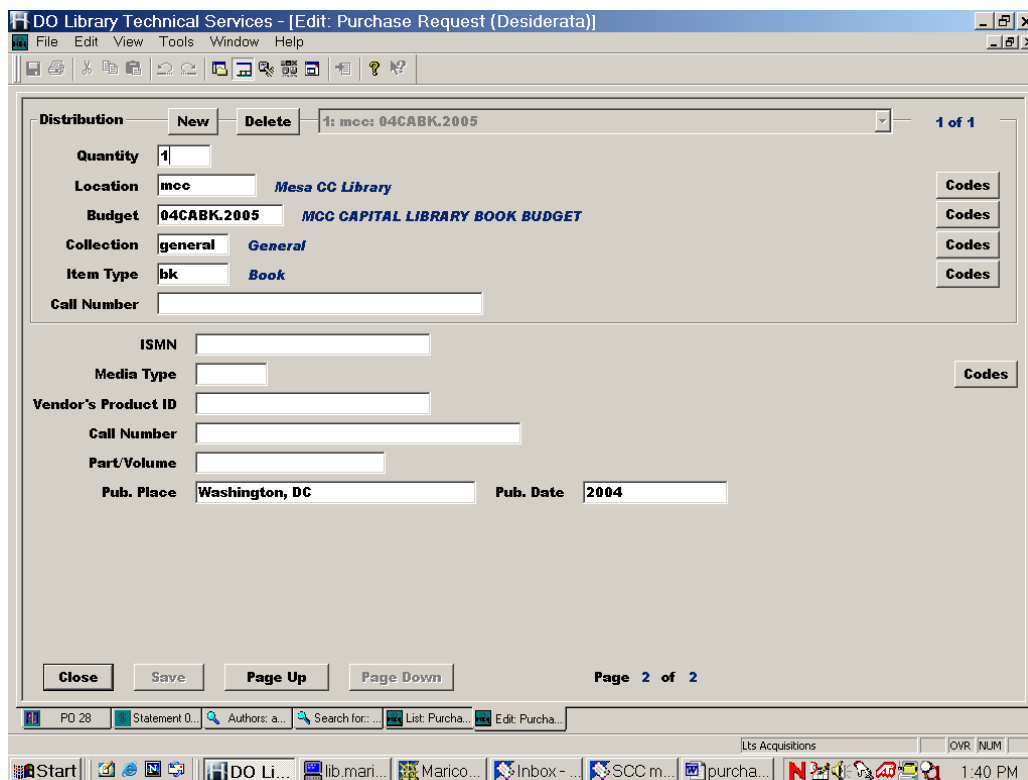 DO Library Technical Services - [Edit: Purchase Request (Desiderata)]
File Edit View Tools Window Help
Distribution New Delete 1: mcc: 04CABK.2005 1 of 1
Quantity 1
Location mcc Mesa CC Library Codes
Budget 04CABK.2005 MCC CAPITAL LIBRARY BOOK BUDGET Codes
Collection general General Codes
Item Type bk Book Codes
Call Number
ISMN
Media Type Codes
Vendor's Product ID
Call Number
Part/Volume
Pub. Place Washington, DC Pub. Date 2004
Close Save Page Up Page Down Page 2 of 2
PO 28 Statement 0... Authors: a... Search for:: ... List: Purcha... Edit: Purcha...
Lts Acquisitions OVR NUM
Start DO Li... lib.mari... Marico... Inbox - ... SCC m... purcha... 1:40 PM